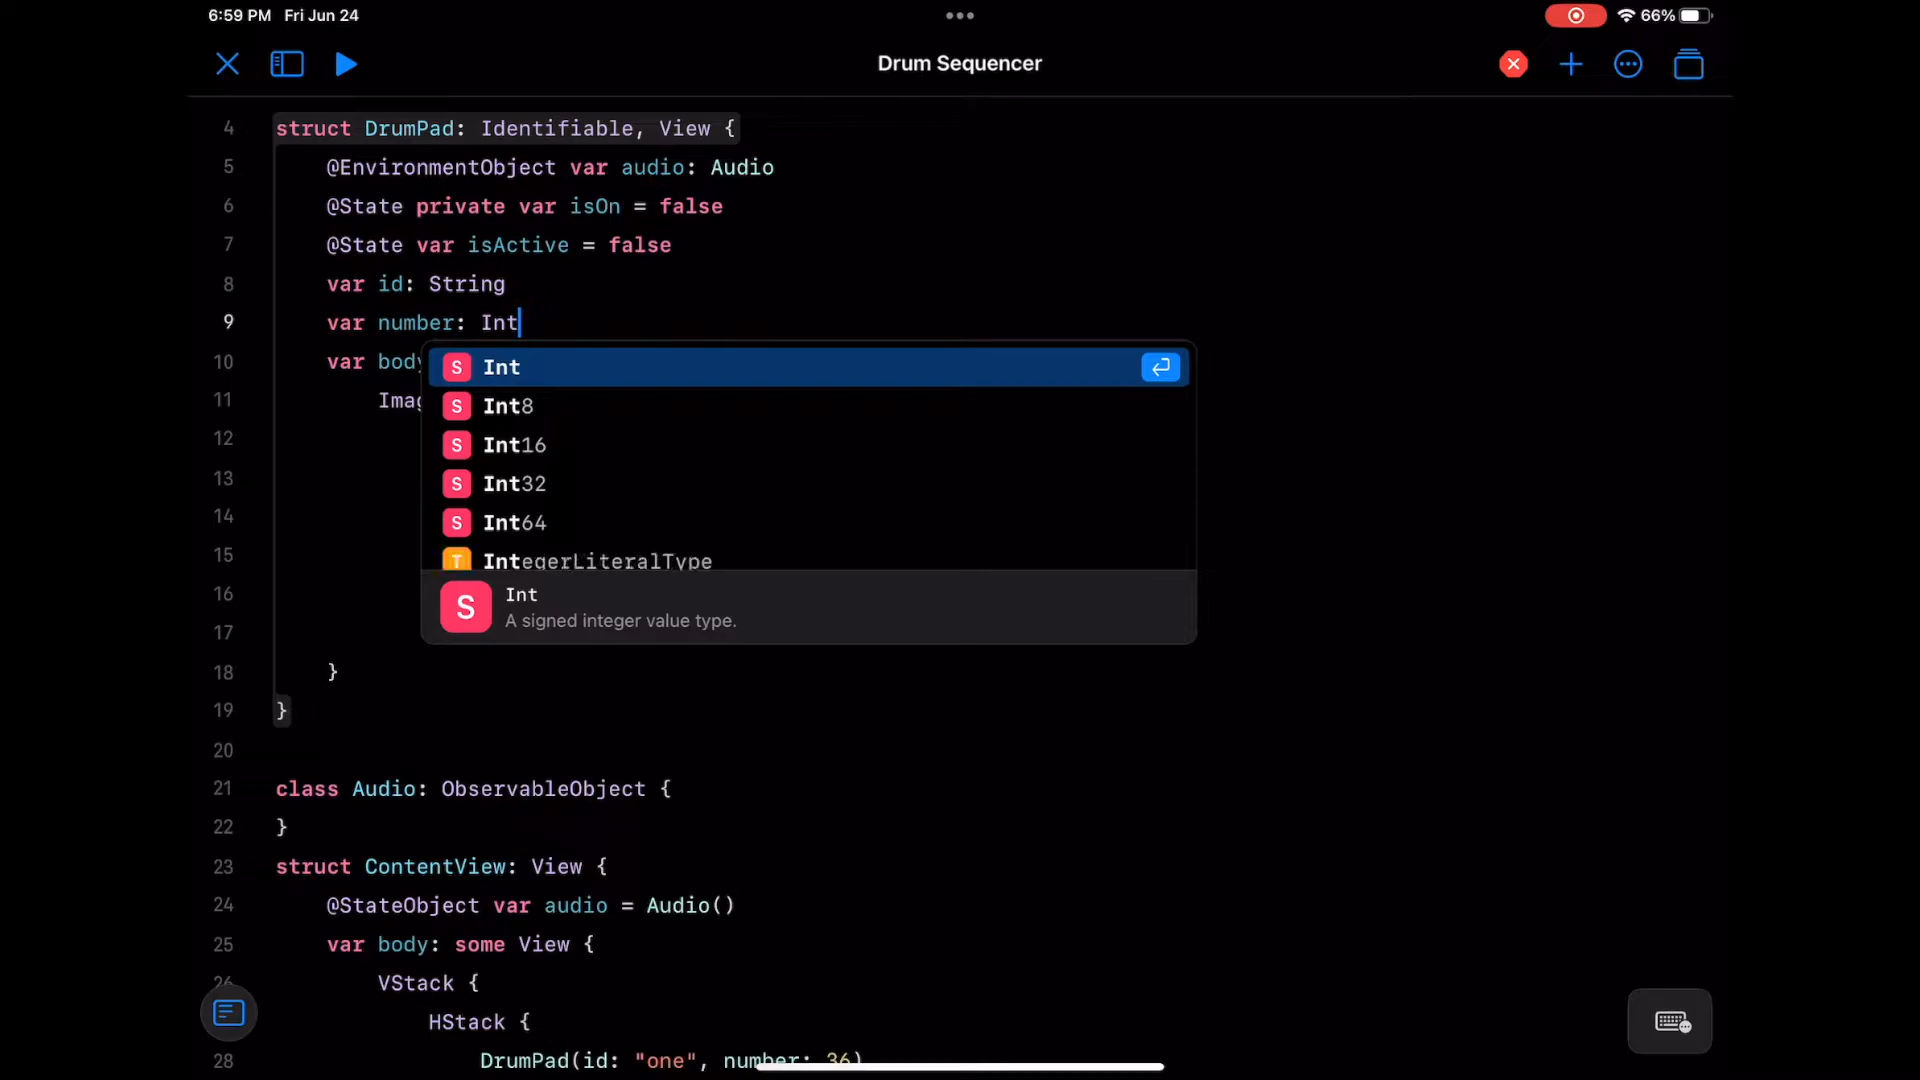 6:59 PM Fri Jun 24
66%
Drum Sequencer
4 struct DrumPad: Identifiable, View {
5 @EnvironmentObject var audio: Audio
6 @State private var isOn = false
7 @State var isActive = false
8 var id: String
9 var number: Int
10 var body
11 Imag
12
13
14
15
16
17
18 }
19 }
20
21 class Audio: ObservableObject {
22 }
23 struct ContentView: View {
24 @StateObject var audio = Audio()
25 var body: some View {
26 VStack {
HStack {
28 DrumPad(id: "one", number: 36)
S Int
S Int8
S Int16
S Int32
S Int64
T IntegerLiteralType
S Int
A signed integer value type.